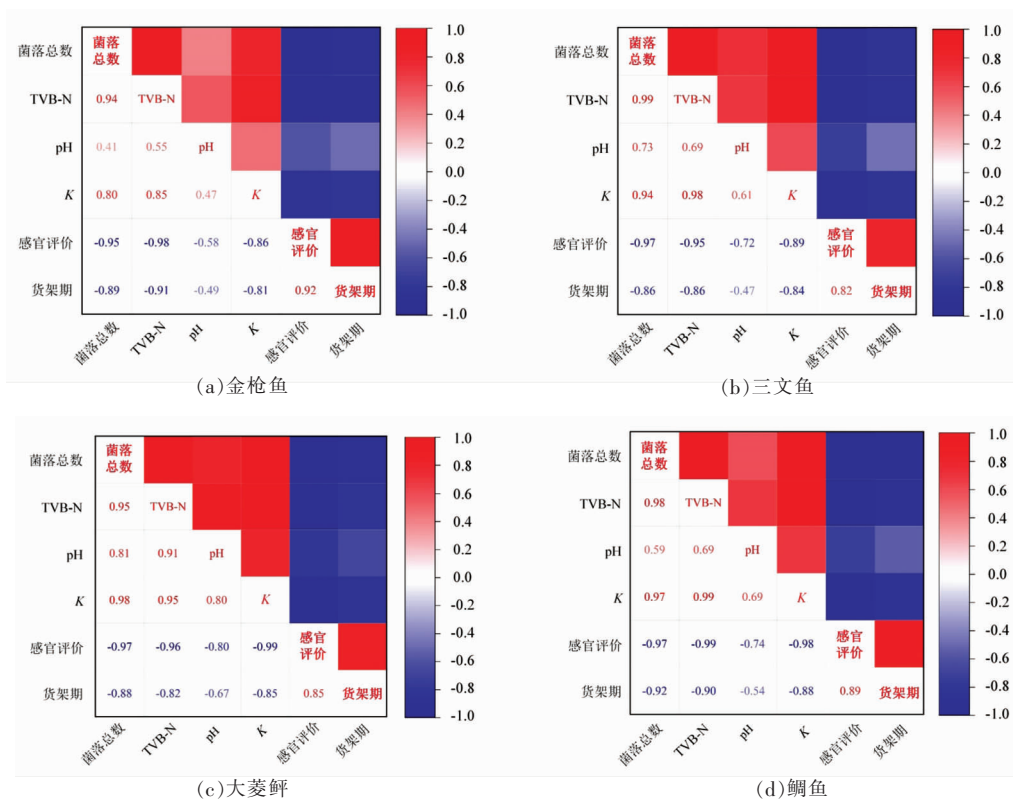 菌落总数 菌落总数 1.0
0.8
TVB-N 0.94 TVB-N 0.6
0.4
pH 0.41 0.55 pH 0.2
0.0
K 0.80 0.85 0.47 K -0.2
-0.4
感官评价 -0.95 -0.98 -0.58 -0.86 感官评价 -0.6
-0.8
货架期 -0.89 -0.91 -0.49 -0.81 0.92 货架期 -1.0
菌落总数 TVB-N pH K 感官评价 货架期
(a)金枪鱼
菌落总数 菌落总数 1.0
0.8
TVB-N 0.99 TVB-N 0.6
0.4
pH 0.73 0.69 pH 0.2
0.0
K 0.94 0.98 0.61 K -0.2
-0.4
感官评价 -0.97 -0.95 -0.72 -0.89 感官评价 -0.6
-0.8
货架期 -0.86 -0.86 -0.47 -0.84 0.82 货架期 -1.0
菌落总数 TVB-N pH K 感官评价 货架期
(b)三文鱼
菌落总数 菌落总数 1.0
0.8
TVB-N 0.95 TVB-N 0.6
0.4
pH 0.81 0.91 pH 0.2
0.0
K 0.98 0.95 0.80 K -0.2
-0.4
感官评价 -0.97 -0.96 -0.80 -0.99 感官评价 -0.6
-0.8
货架期 -0.88 -0.82 -0.67 -0.85 0.85 货架期 -1.0
菌落总数 TVB-N pH K 感官评价 货架期
(c)大菱鲆
菌落总数 菌落总数 1.0
0.8
TVB-N 0.98 TVB-N 0.6
0.4
pH 0.59 0.69 pH 0.2
0.0
K 0.97 0.99 0.69 K -0.2
-0.4
感官评价 -0.97 -0.99 -0.74 -0.98 感官评价 -0.6
-0.8
货架期 -0.92 -0.90 -0.54 -0.88 0.89 货架期 -1.0
菌落总数 TVB-N pH K 感官评价 货架期
(d)鲷鱼